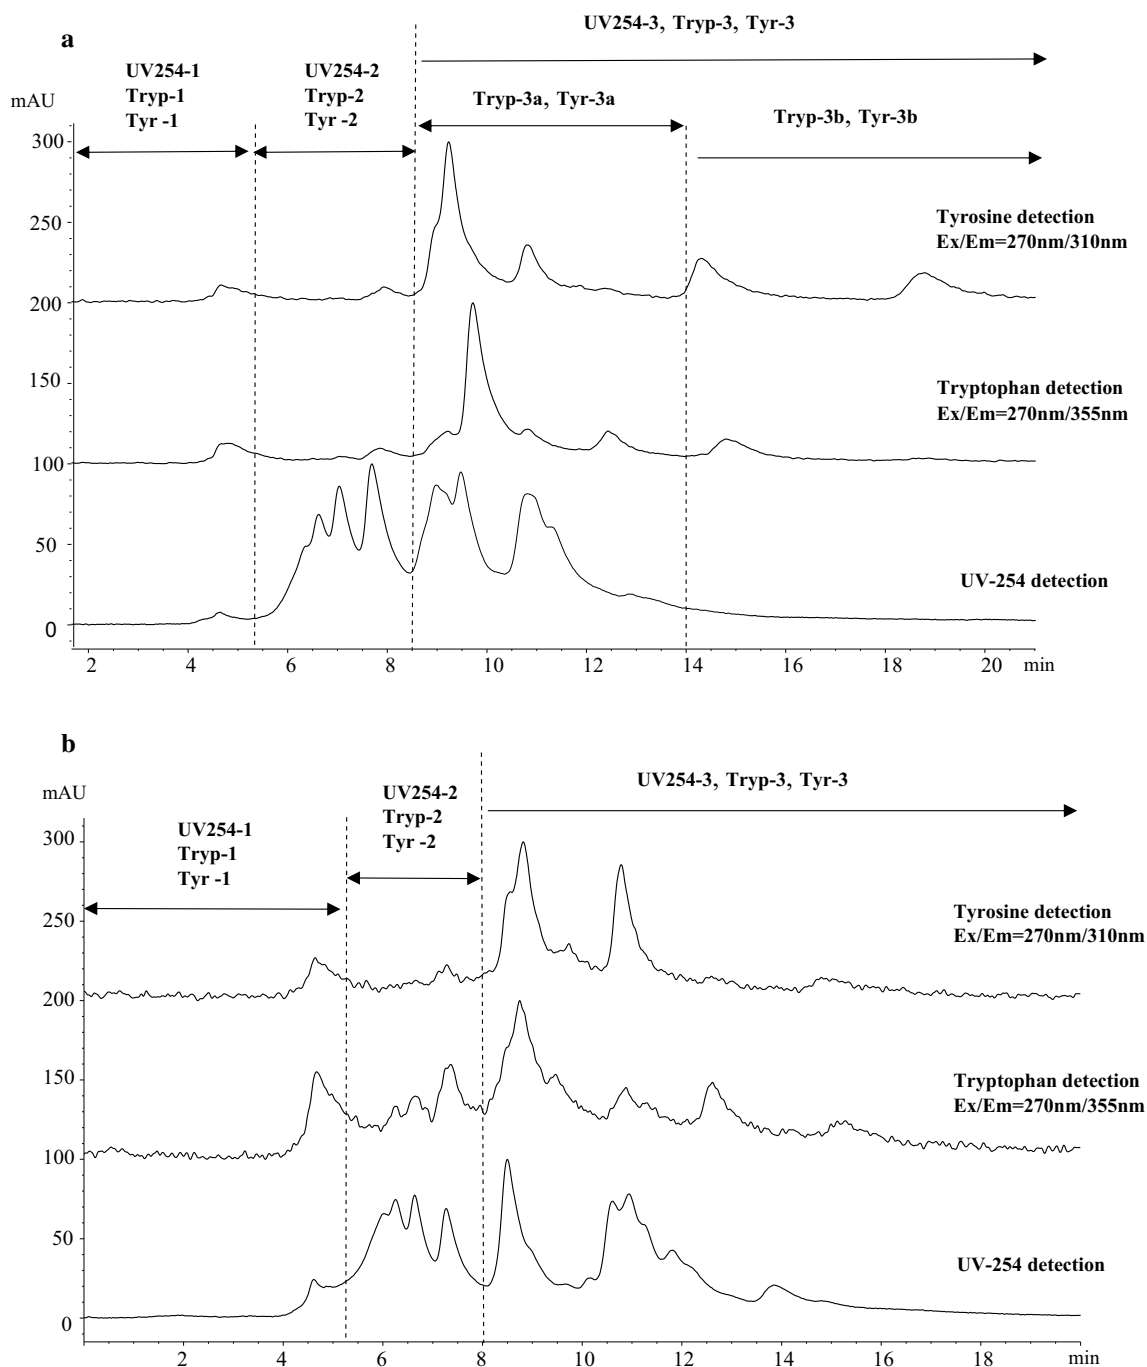 a
UV254-3, Tryp-3, Tyr-3
UV254-1
Tryp-1
Tyr -1
UV254-2
Tryp-2
Tyr -2
Tryp-3a, Tyr-3a
Tryp-3b, Tyr-3b
mAU
300
250
200
150
100
50
0
Tyrosine detection
Ex/Em=270nm/310nm
Tryptophan detection
Ex/Em=270nm/355nm
UV-254 detection
2 4 6 8 10 12 14 16 18 20 min
b
UV254-3, Tryp-3, Tyr-3
mAU
UV254-2
Tryp-2
Tyr -2
UV254-1
Tryp-1
Tyr -1
300
250
200
150
100
50
0
Tyrosine detection
Ex/Em=270nm/310nm
Tryptophan detection
Ex/Em=270nm/355nm
UV-254 detection
2 4 6 8 10 12 14 16 18 min